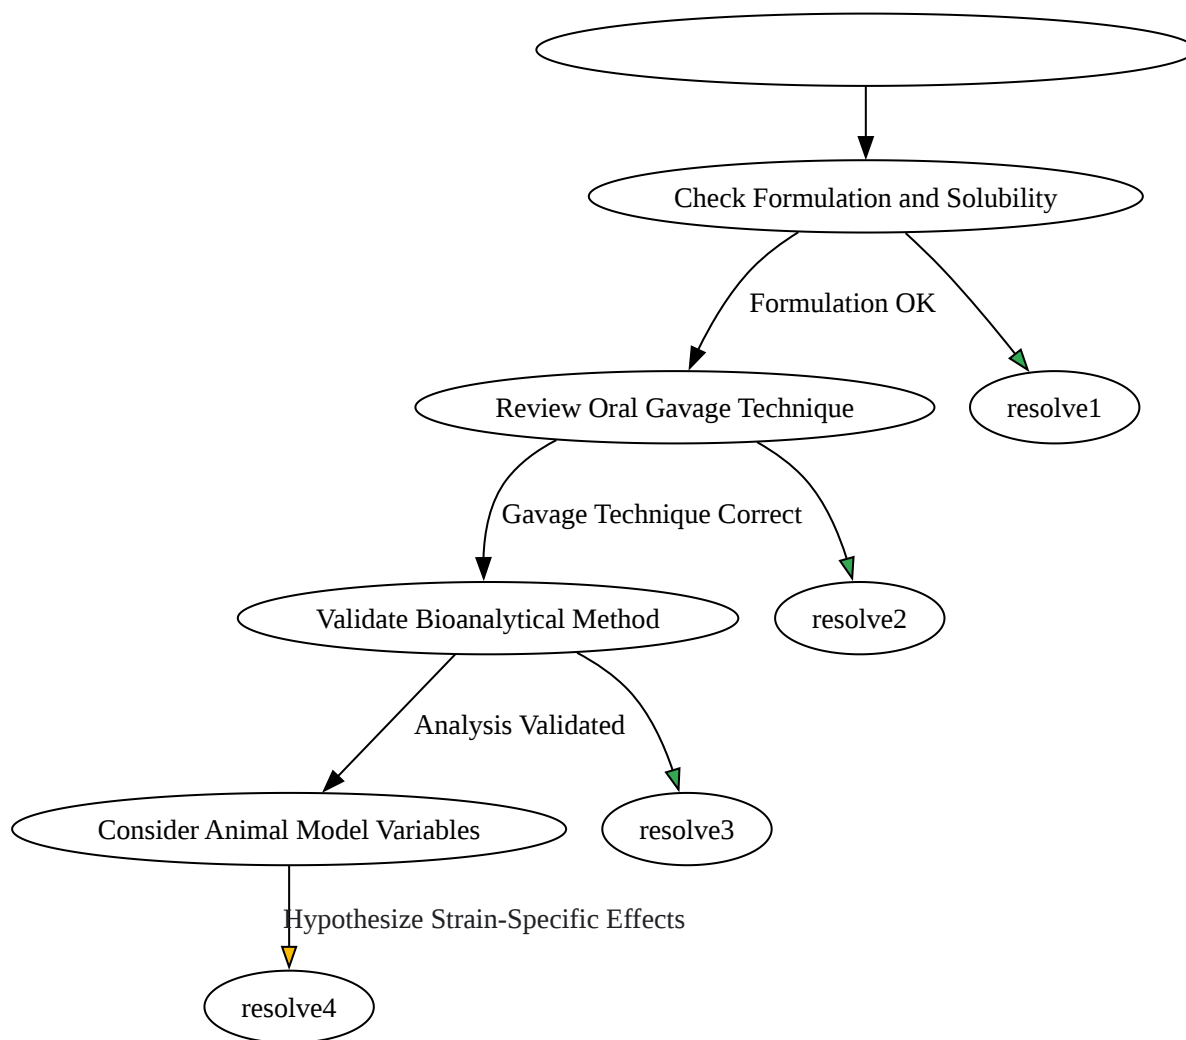 Check Formulation and Solubility
Formulation OK
Review Oral Gavage Technique
resolve1
Gavage Technique Correct
Validate Bioanalytical Method
resolve2
Analysis Validated
Consider Animal Model Variables
resolve3
Hypothesize Strain-Specific Effects
resolve4